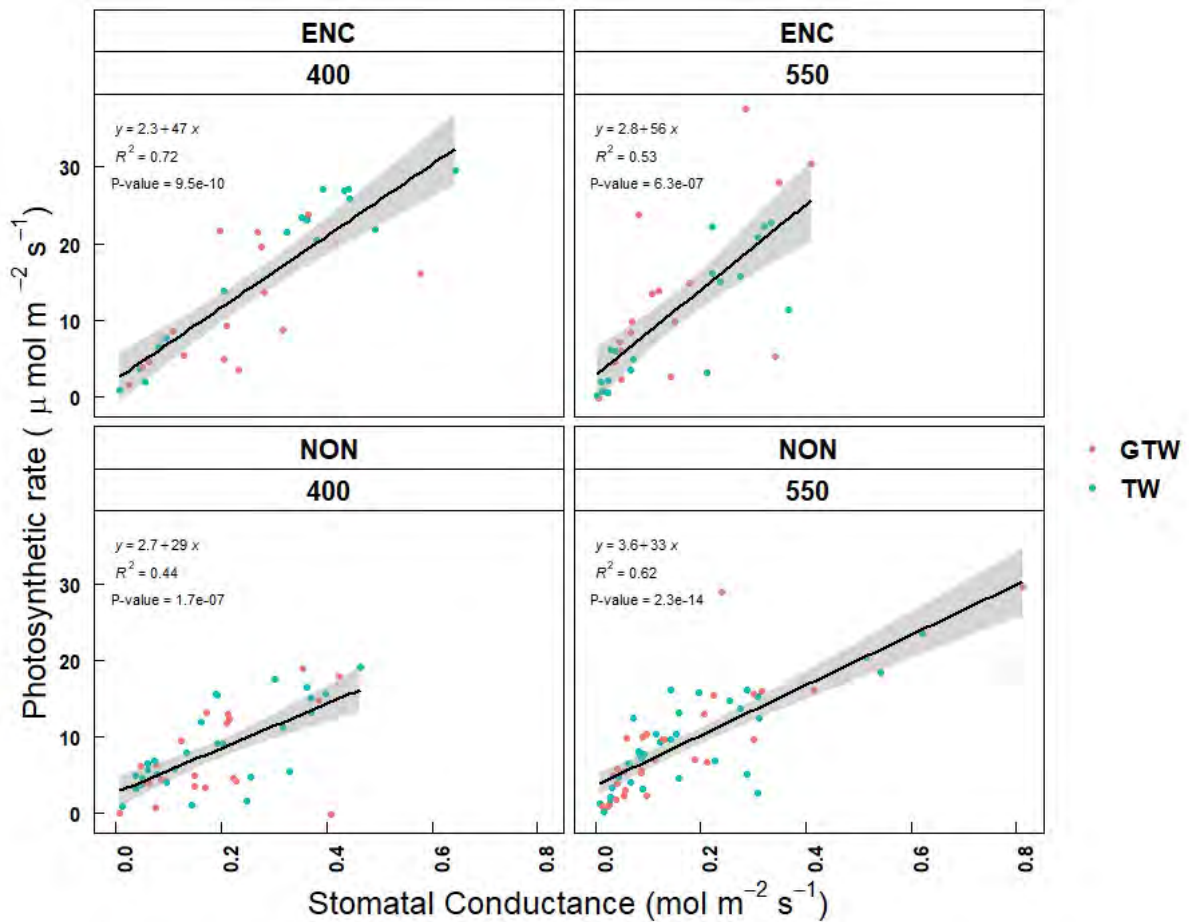 ENC
400
y = 2.3+47 x
R² = 0.72
P-value = 9.5e-10
ENC
550
y = 2.8+56 x
R² = 0.53
P-value = 6.3e-07
30
20
10
0
NON
400
y = 2.7+29 x
R² = 0.44
P-value = 1.7e-07
NON
550
y = 3.6+33 x
R² = 0.62
P-value = 2.3e-14
30
20
10
0
0.0 0.2 0.4 0.6 0.8
0.0 0.2 0.4 0.6 0.8
Photosynthetic rate ( μ mol m⁻² s⁻¹)
Stomatal Conductance (mol m⁻² s⁻¹)
GTW
TW